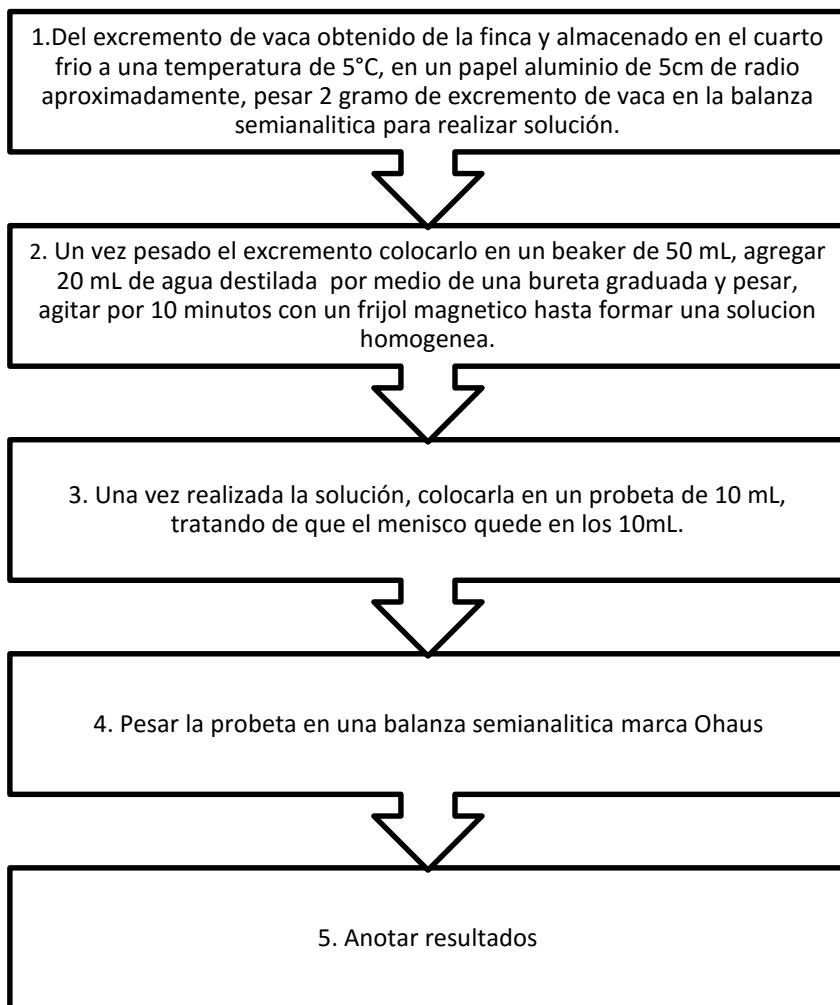 1.Del excremento de vaca obtenido de la finca y almacenado en el cuarto
frio a una temperatura de 5°C, en un papel aluminio de 5cm de radio
aproximadamente, pesar 2 gramo de excremento de vaca en la balanza
semianalitica para realizar solución.
2. Un vez pesado el excremento colocarlo en un beaker de 50 mL, agregar
20 mL de agua destilada por medio de una bureta graduada y pesar,
agitar por 10 minutos con un frijol magnetico hasta formar una solucion
homogenea.
3. Una vez realizada la solución, colocarla en un probeta de 10 mL,
tratando de que el menisco quede en los 10mL.
4. Pesar la probeta en una balanza semianalitica marca Ohaus
5. Anotar resultados